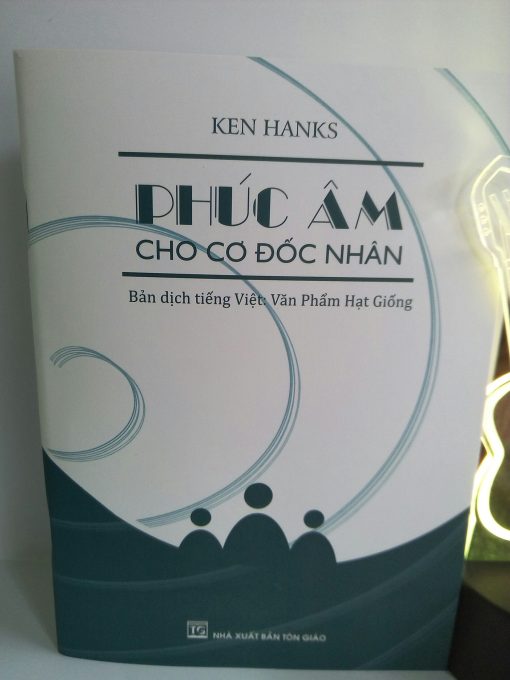 KEN HANKS
PHÚC ÂM
CHO CƠ ĐỐC NHÂN
Bản dịch tiếng Việt: Văn Phẩm Hạt Giống
TG NHÀ XUẤT BẢN TÔN GIÁO